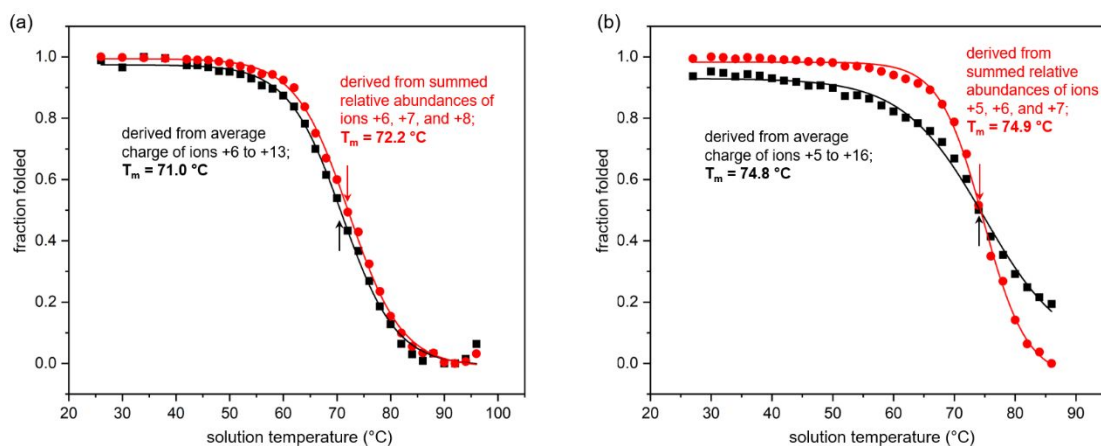 (a)
1.0
0.8
0.6
0.4
0.2
0.0
fraction folded
20 30 40 50 60 70 80 90 100
solution temperature (°C)
derived from average
charge of ions +6 to +13;
Tm = 71.0 °C
derived from summed
relative abundances of
ions +6, +7, and +8;
Tm = 72.2 °C
(b)
1.0
0.8
0.6
0.4
0.2
0.0
fraction folded
20 30 40 50 60 70 80 90
solution temperature (°C)
derived from average
charge of ions +5 to +16;
Tm = 74.8 °C
derived from
summed relative
abundances of ions
+5, +6, and +7;
Tm = 74.9 °C